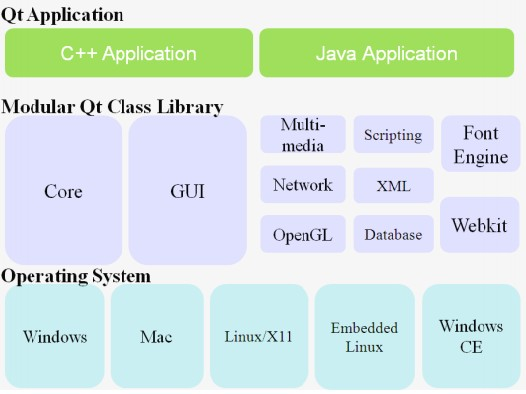 Qt Application
C++ Application
Java Application
Modular Qt Class Library
Core
GUI
Multi-
media
Scripting
Font
Engine
Network
XML
Webkit
OpenGL
Database
Operating System
Windows
Mac
Linux/X11
Embedded
Linux
Windows
CE